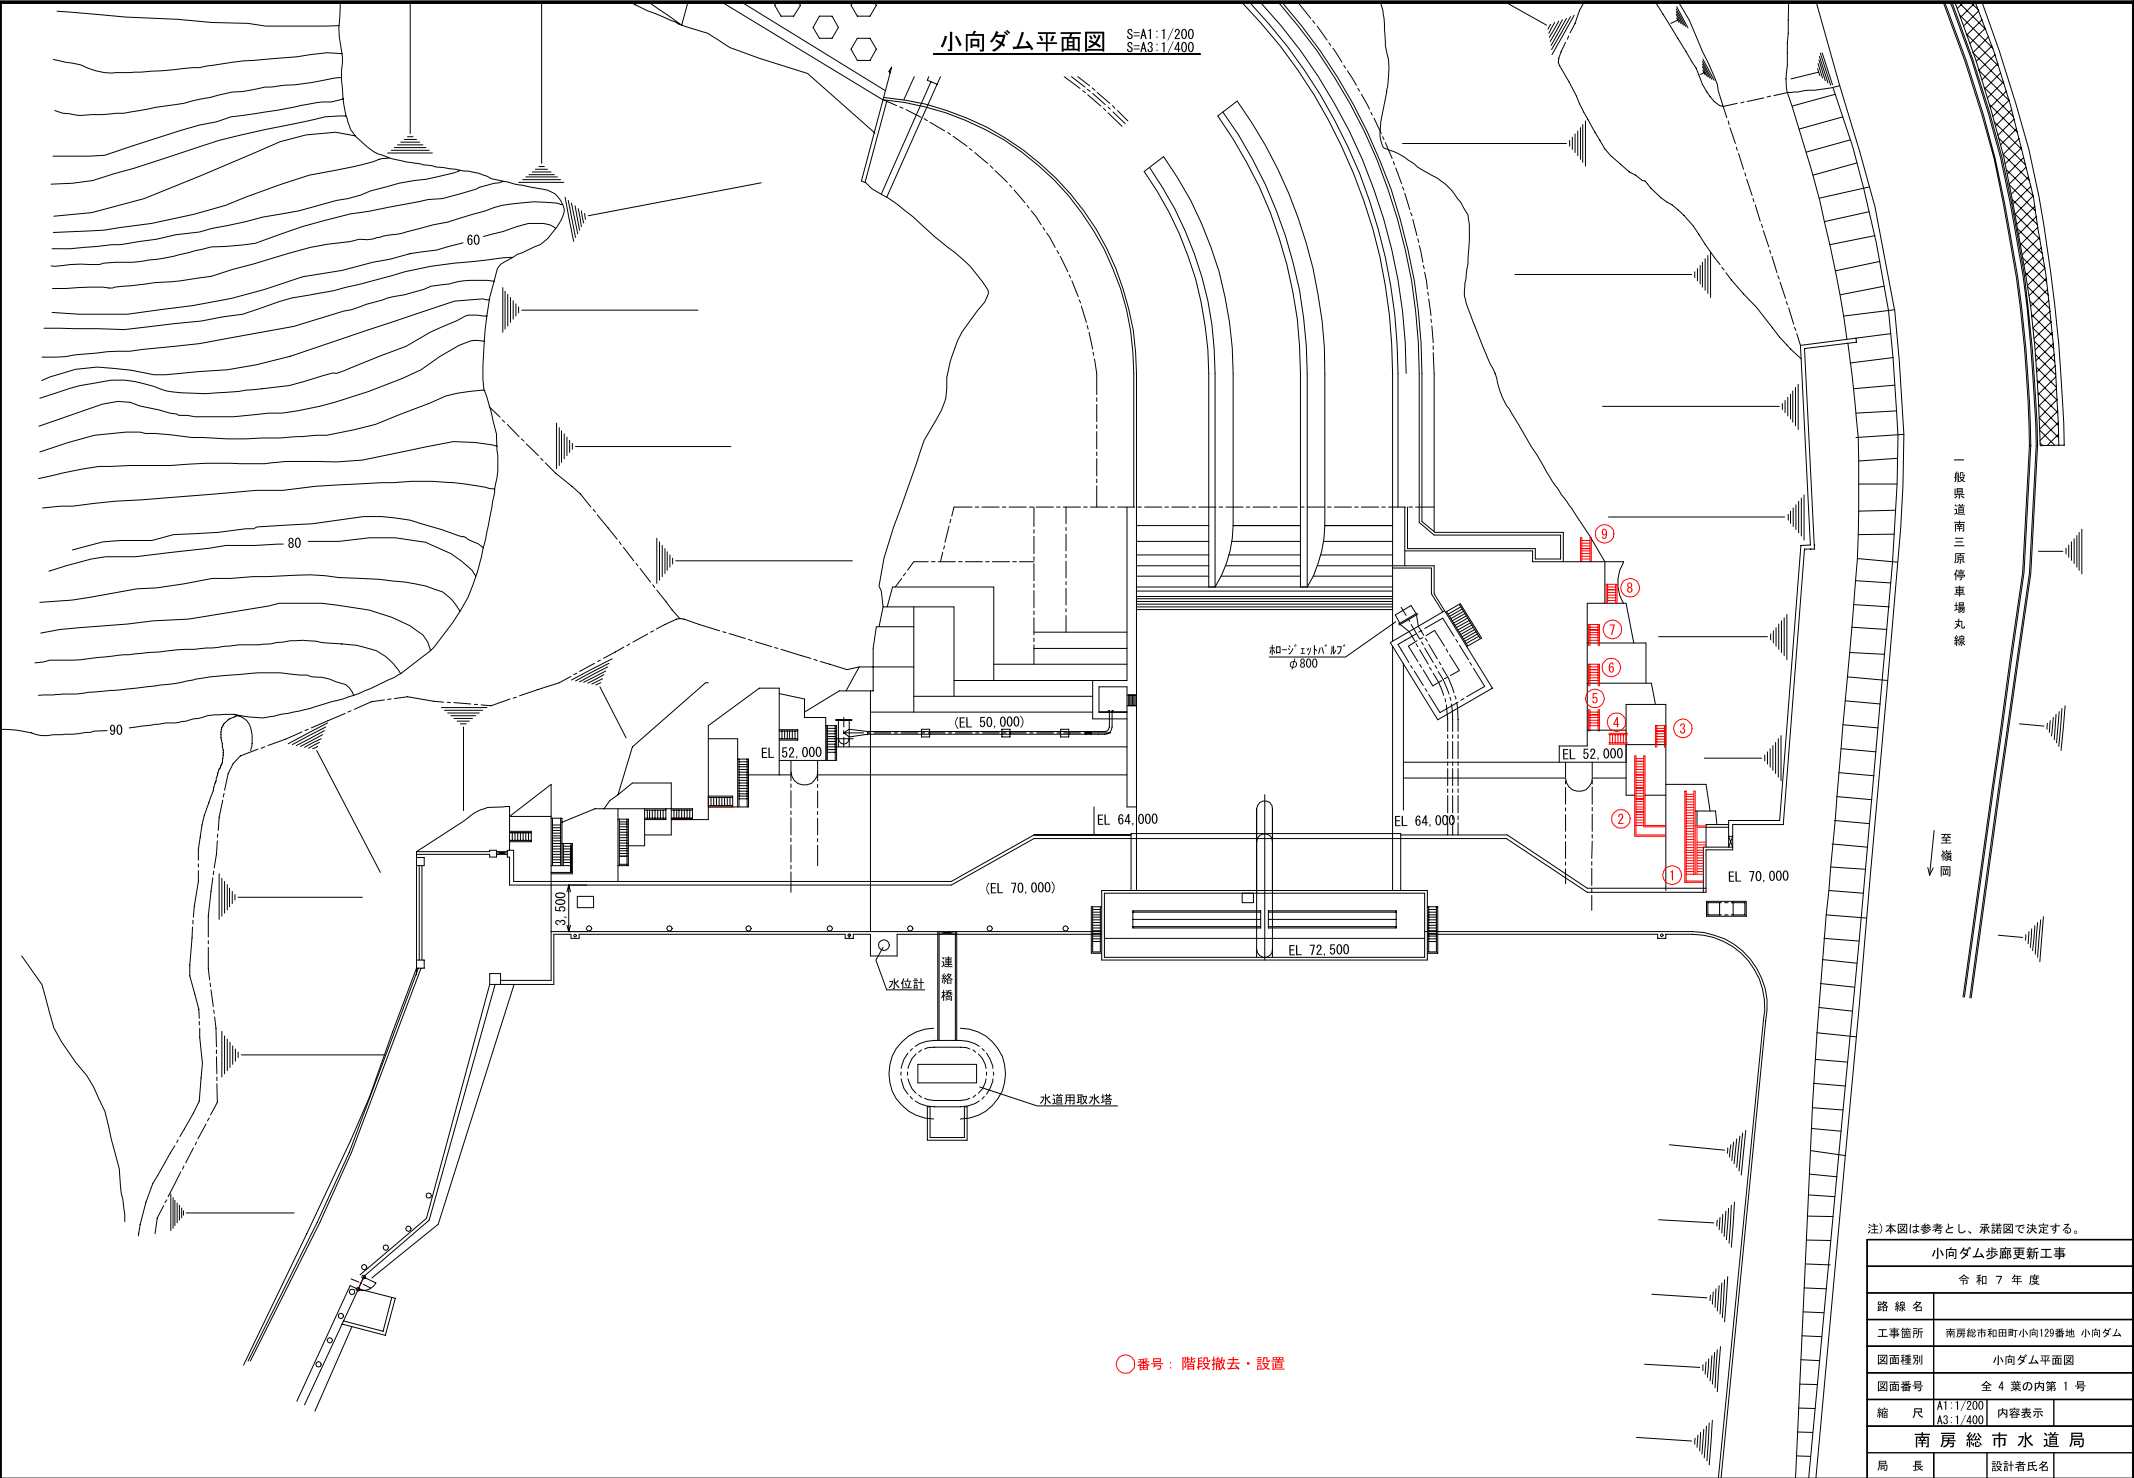 小向ダム平面図
S=A1:1/200
S=A3:1/400
60
80
90
⑨
⑧
⑦
⑥
⑤
④
③
②
①
ホロージェットバルブ
φ800
(EL 50,000)
EL 52,000
EL 52,000
EL 64,000
EL 64,000
(EL 70,000)
EL 70,000
3,500
EL 72,500
水位計
連絡橋
水道用取水塔
一般県道南三原停車場丸線
至嶺岡
○番号：階段撤去・設置
注)本図は参考とし、承諾図で決定する。
小向ダム歩廊更新工事
令和7年度
路線名
工事箇所 南房総市和田町小向129番地 小向ダム
図面種別 小向ダム平面図
図面番号 全 4 葉の内第 1 号
縮尺 A1:1/200 内容表示
A3:1/400
南房総市水道局
局長 設計者氏名